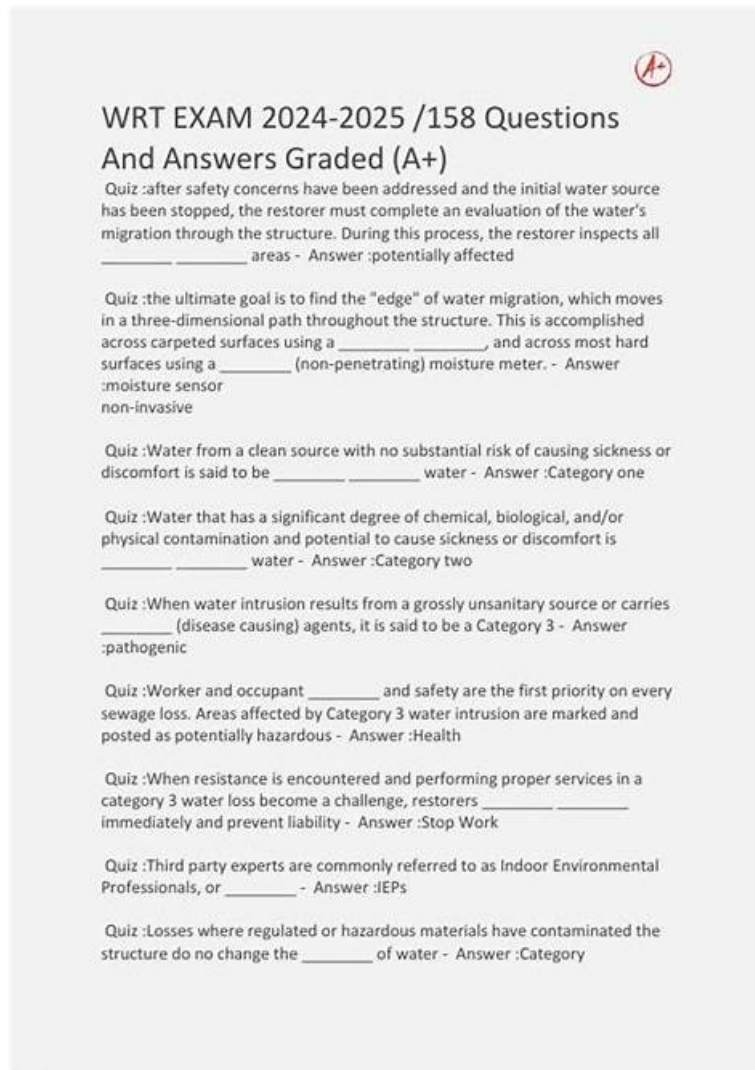 A+
WRT EXAM 2024-2025 /158 Questions
And Answers Graded (A+)
Quiz :after safety concerns have been addressed and the initial water source
has been stopped, the restorer must complete an evaluation of the water's
migration through the structure. During this process, the restorer inspects all
________ ________ areas - Answer :potentially affected
Quiz :the ultimate goal is to find the "edge" of water migration, which moves
in a three-dimensional path throughout the structure. This is accomplished
across carpeted surfaces using a ________ ________, and across most hard
surfaces using a ________ (non-penetrating) moisture meter. - Answer
:moisture sensor
non-invasive
Quiz :Water from a clean source with no substantial risk of causing sickness or
discomfort is said to be ________ ________ water - Answer :Category one
Quiz :Water that has a significant degree of chemical, biological, and/or
physical contamination and potential to cause sickness or discomfort is
________ ________ water - Answer :Category two
Quiz :When water intrusion results from a grossly unsanitary source or carries
________ (disease causing) agents, it is said to be a Category 3 - Answer
:pathogenic
Quiz :Worker and occupant ________ and safety are the first priority on every
sewage loss. Areas affected by Category 3 water intrusion are marked and
posted as potentially hazardous - Answer :Health
Quiz :When resistance is encountered and performing proper services in a
category 3 water loss become a challenge, restorers ________ ________
immediately and prevent liability - Answer :Stop Work
Quiz :Third party experts are commonly referred to as Indoor Environmental
Professionals, or ________ - Answer :IEPs
Quiz :Losses where regulated or hazardous materials have contaminated the
structure do no change the ________ of water - Answer :Category